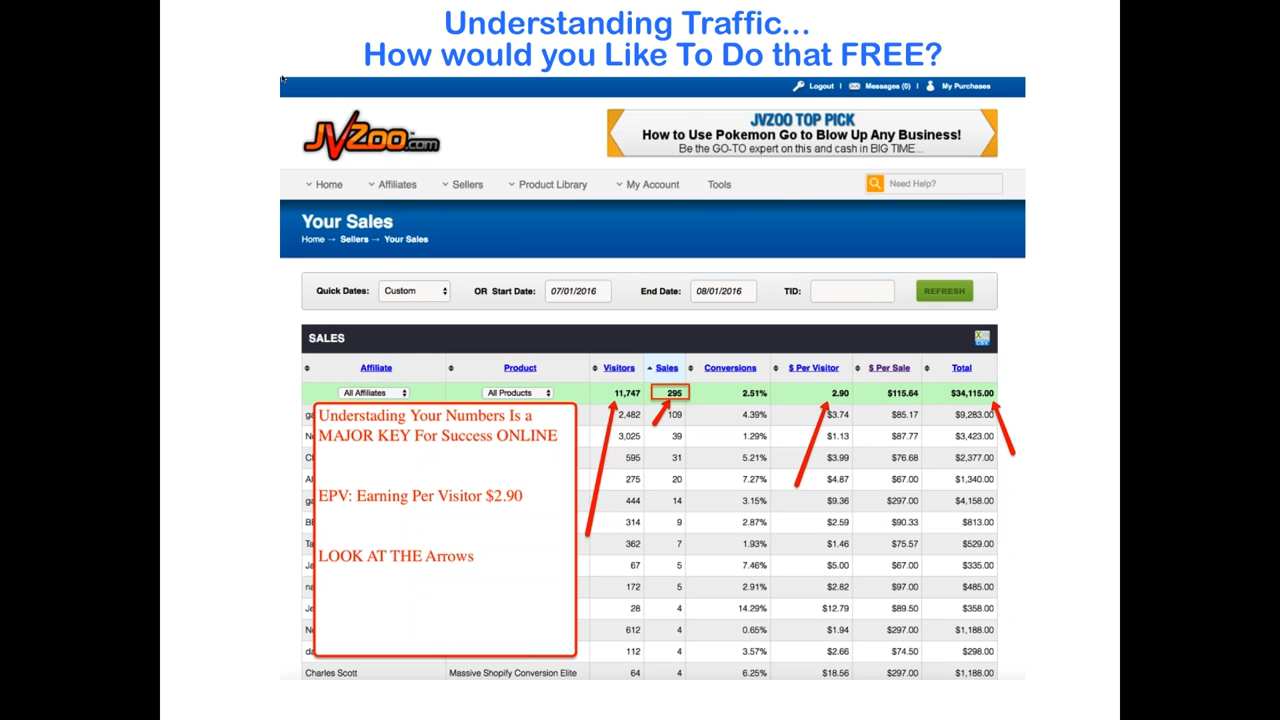 Understanding Traffic...
How would you Like To Do that FREE?
Logout | Messages (0) | My Purchases
JVZoo.com
JVZOO TOP PICK
How to Use Pokemon Go to Blow Up Any Business!
Be the GO-TO expert on this and cash in BIG TIME...
Home Affiliates Sellers Product Library My Account Tools Need Help?
Your Sales
Home → Sellers → Your Sales
Quick Dates: Custom OR Start Date: 07/01/2016 End Date: 08/01/2016 TID: REFRESH
SALES CSV
Affiliate Product Visitors Sales Conversions $ Per Visitor $ Per Sale Total
All Affiliates All Products 11,747 295 2.51% 2.90 $115.64 $34,115.00
2,482 109 4.39% $3.74 $85.17 $9,283.00
3,025 39 1.29% $1.13 $87.77 $3,423.00
595 31 5.21% $3.99 $76.68 $2,377.00
275 20 7.27% $4.87 $67.00 $1,340.00
444 14 3.15% $9.36 $297.00 $4,158.00
314 9 2.87% $2.59 $90.33 $813.00
362 7 1.93% $1.46 $75.57 $529.00
67 5 7.46% $5.00 $67.00 $335.00
172 5 2.91% $2.82 $97.00 $485.00
28 4 14.29% $12.79 $89.50 $358.00
612 4 0.65% $1.94 $297.00 $1,188.00
112 4 3.57% $2.66 $74.50 $298.00
Charles Scott Massive Shopify Conversion Elite 64 4 6.25% $18.56 $297.00 $1,188.00
Understading Your Numbers Is a
MAJOR KEY For Success ONLINE
EPV: Earning Per Visitor $2.90
LOOK AT THE Arrows